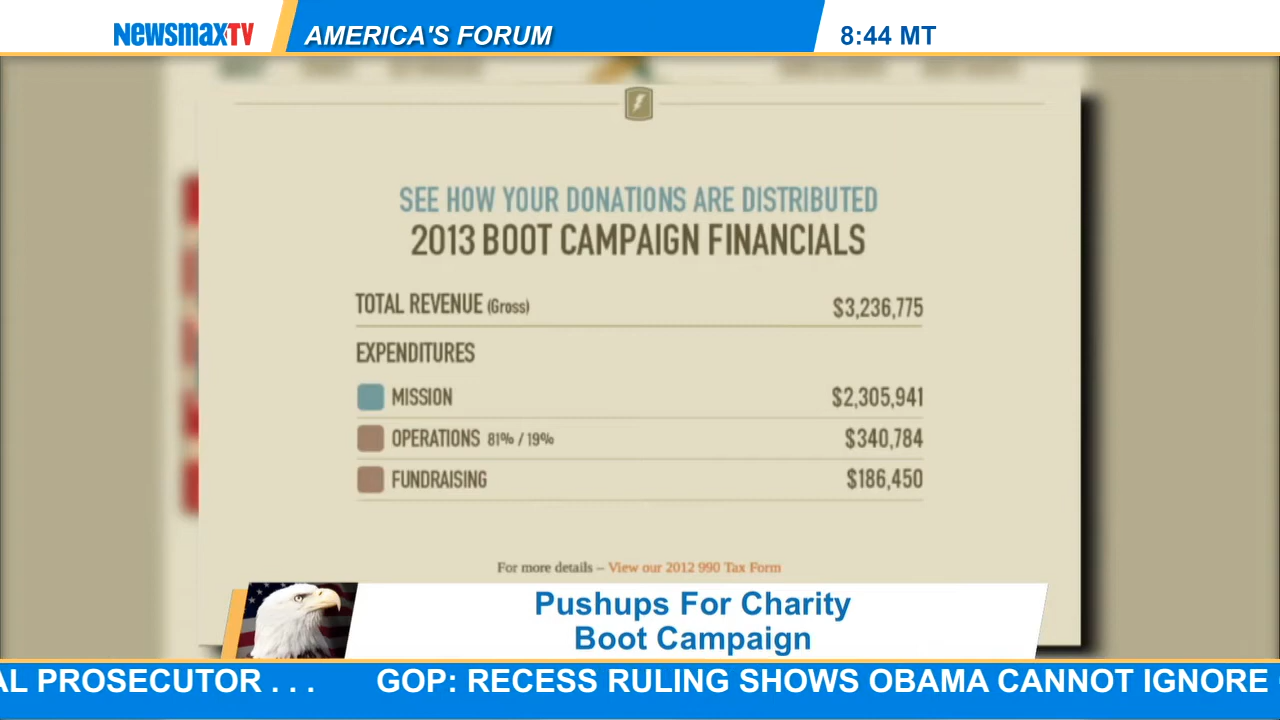 NEWSMAXTV
AMERICA'S FORUM
8:44 MT
SEE HOW YOUR DONATIONS ARE DISTRIBUTED
2013 BOOT CAMPAIGN FINANCIALS
TOTAL REVENUE (Gross) $3,236,775
EXPENDITURES
MISSION $2,305,941
OPERATIONS 81% / 19% $340,784
FUNDRAISING $186,450
For more details – View our 2012 990 Tax Form
Pushups For Charity
Boot Campaign
AL PROSECUTOR . . . GOP: RECESS RULING SHOWS OBAMA CANNOT IGNORE